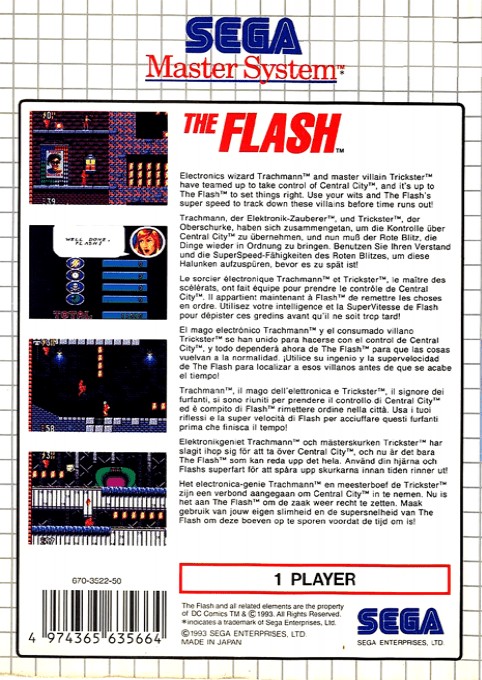 SEGA
Master System™*
THE FLASH™
Electronics wizard Trachmann™ and master villain Trickster™
have teamed up to take control of Central City™, and it's up to
The Flash™ to set things right. Use your wits and The Flash's
super speed to track down these villains before time runs out!
Trachmann, der Elektronik-Zauberer™, und Trickster™, der
Oberschurke, haben sich zusammengetan, um die Kontrolle über
Central City™ zu übernehmen, und nun muß der Rote Blitz, die
Dinge wieder in Ordnung zu bringen. Benutzen Sie Ihren Verstand
und die SuperSpeed-Fähigkeiten des Roten Blitzes, um diese
Halunken aufzuspüren, bevor es zu spät ist!
Le sorcier électronique Trachmann™ et Trickster™, le maître des
scélérats, ont fait équipe pour prendre le contrôle de Central
City™. Il appartient maintenant à Flash™ de remettre les choses
en ordre. Utilisez votre intelligence et la SuperVitesse de Flash
pour dépister ces gredins avant qu'il ne soit trop tard!
El mago electrónico Trachmann™ y el consumado villano
Trickster™ se han unido para hacerse con el control de Central
City™, y todo dependerá ahora de The Flash™ para que las cosas
vuelvan a la normalidad. ¡Utilice su ingenio y la supervelocidad
de The Flash para localizar a esos villanos antes de que se acabe
el tiempo!
Trachmann™, il mago dell'elettronica e Trickster™, il signore dei
furfanti, si sono riuniti per prendere il controllo di Central City™
ed è compito di Flash™ rimettere ordine nella città. Usa i tuoi
riflessi e la super velocità di Flash per acciuffare questi furfanti
prima che finisca il tempo!
Elektronikgeniet Trachmann™ och mästerskurken Trickster™ har
slagit ihop sig för att ta över Central City™, och nu är det bara
The Flash™ som kan reda upp det hela. Använd din hjärna och
Flashs superfart för att spåra upp skurkarna innan tiden rinner ut!
Het electronica-genie Trachmann™ en meesterboef de Trickster™
zijn een verbond aangegaan om Central City™ in te nemen. Nu is
het aan The Flash™ om de zaak weer recht te zetten. Maak
gebruik van jouw eigen slimheid en de supersnelheid van The
Flash om deze boeven op te sporen voordat de tijd om is!
39
WELL DONE,
FLASH!
TOTAL
58
670-3522-50
4 974365 635664
1 PLAYER
The Flash and all related elements are the property
of DC Comics TM & © 1993. All Rights Reserved.
*indicates a trademark of Sega Enterprises, Ltd.
©1993 SEGA ENTERPRISES, LTD
MADE IN JAPAN
SEGA
SEGA ENTERPRISES, LTD.